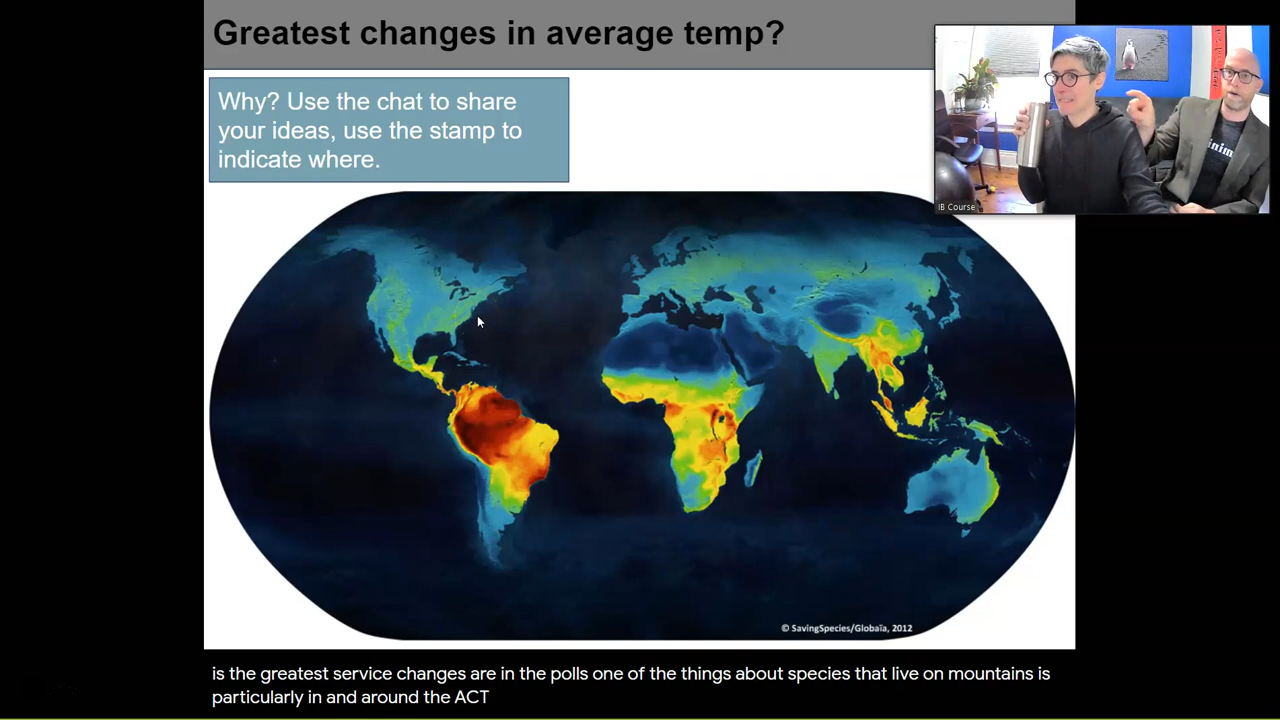 Greatest changes in average temp?
Why? Use the chat to share
your ideas, use the stamp to
indicate where.
inim
IB Course
© SavingSpecies/Globaïa, 2012
is the greatest service changes are in the polls one of the things about species that live on mountains is
particularly in and around the ACT